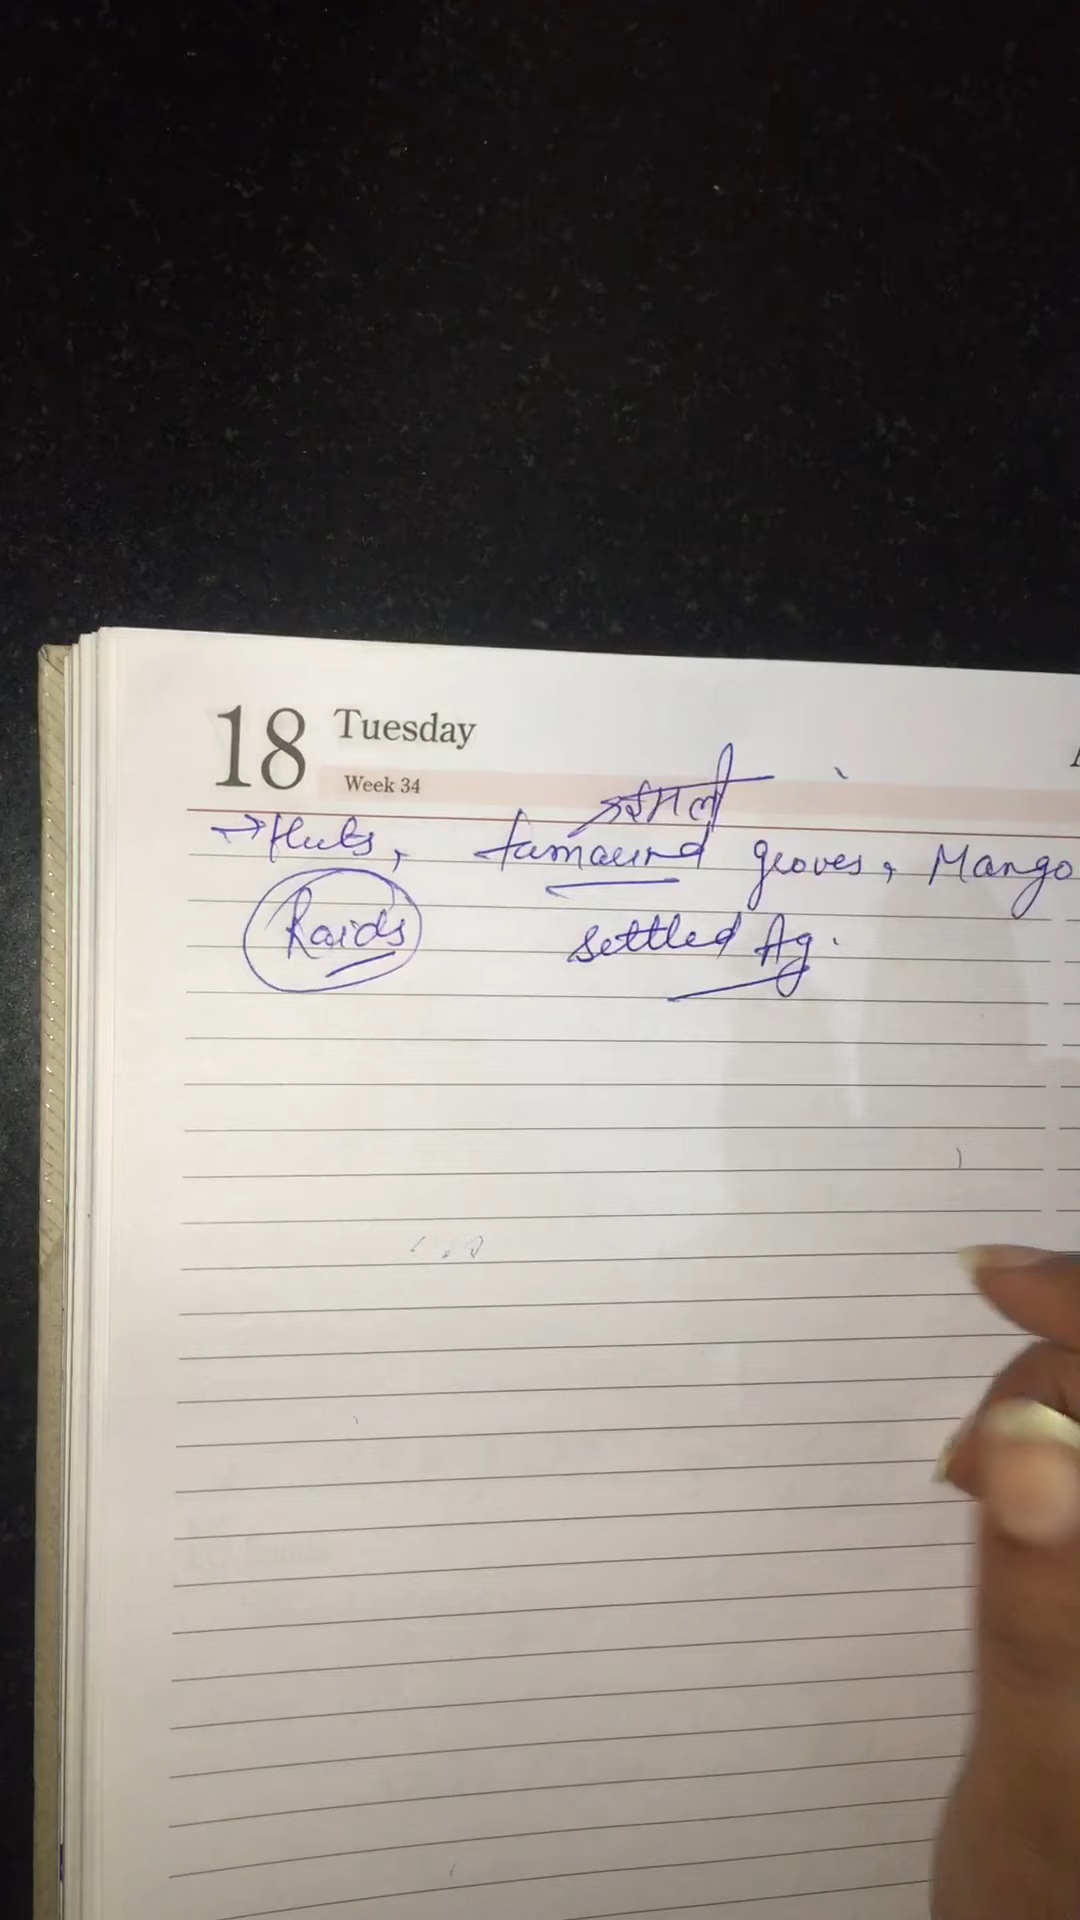 18 Tuesday
Week 34
इमली
→ Huts, tamarind groves, Mango
Raids settled Ag.